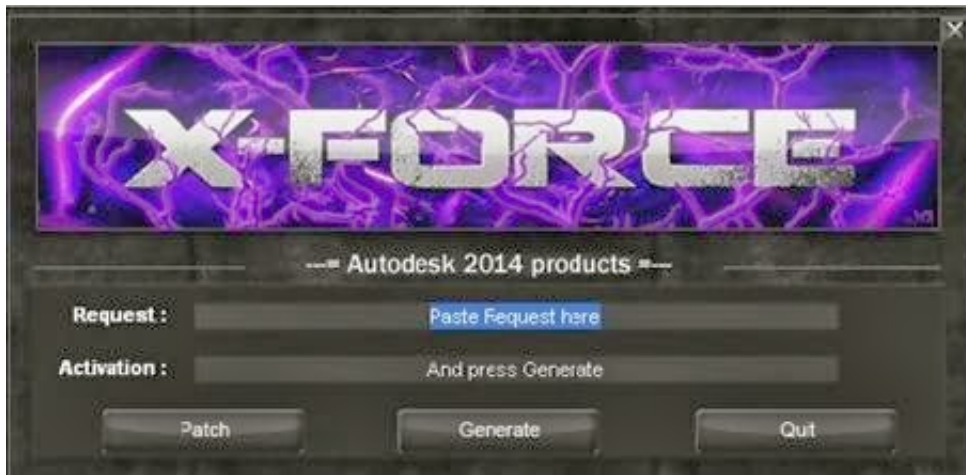 X
X-FORCE
---= Autodesk 2014 products =---
Request : Paste Request here
Activation : And press Generate
Patch Generate Quit